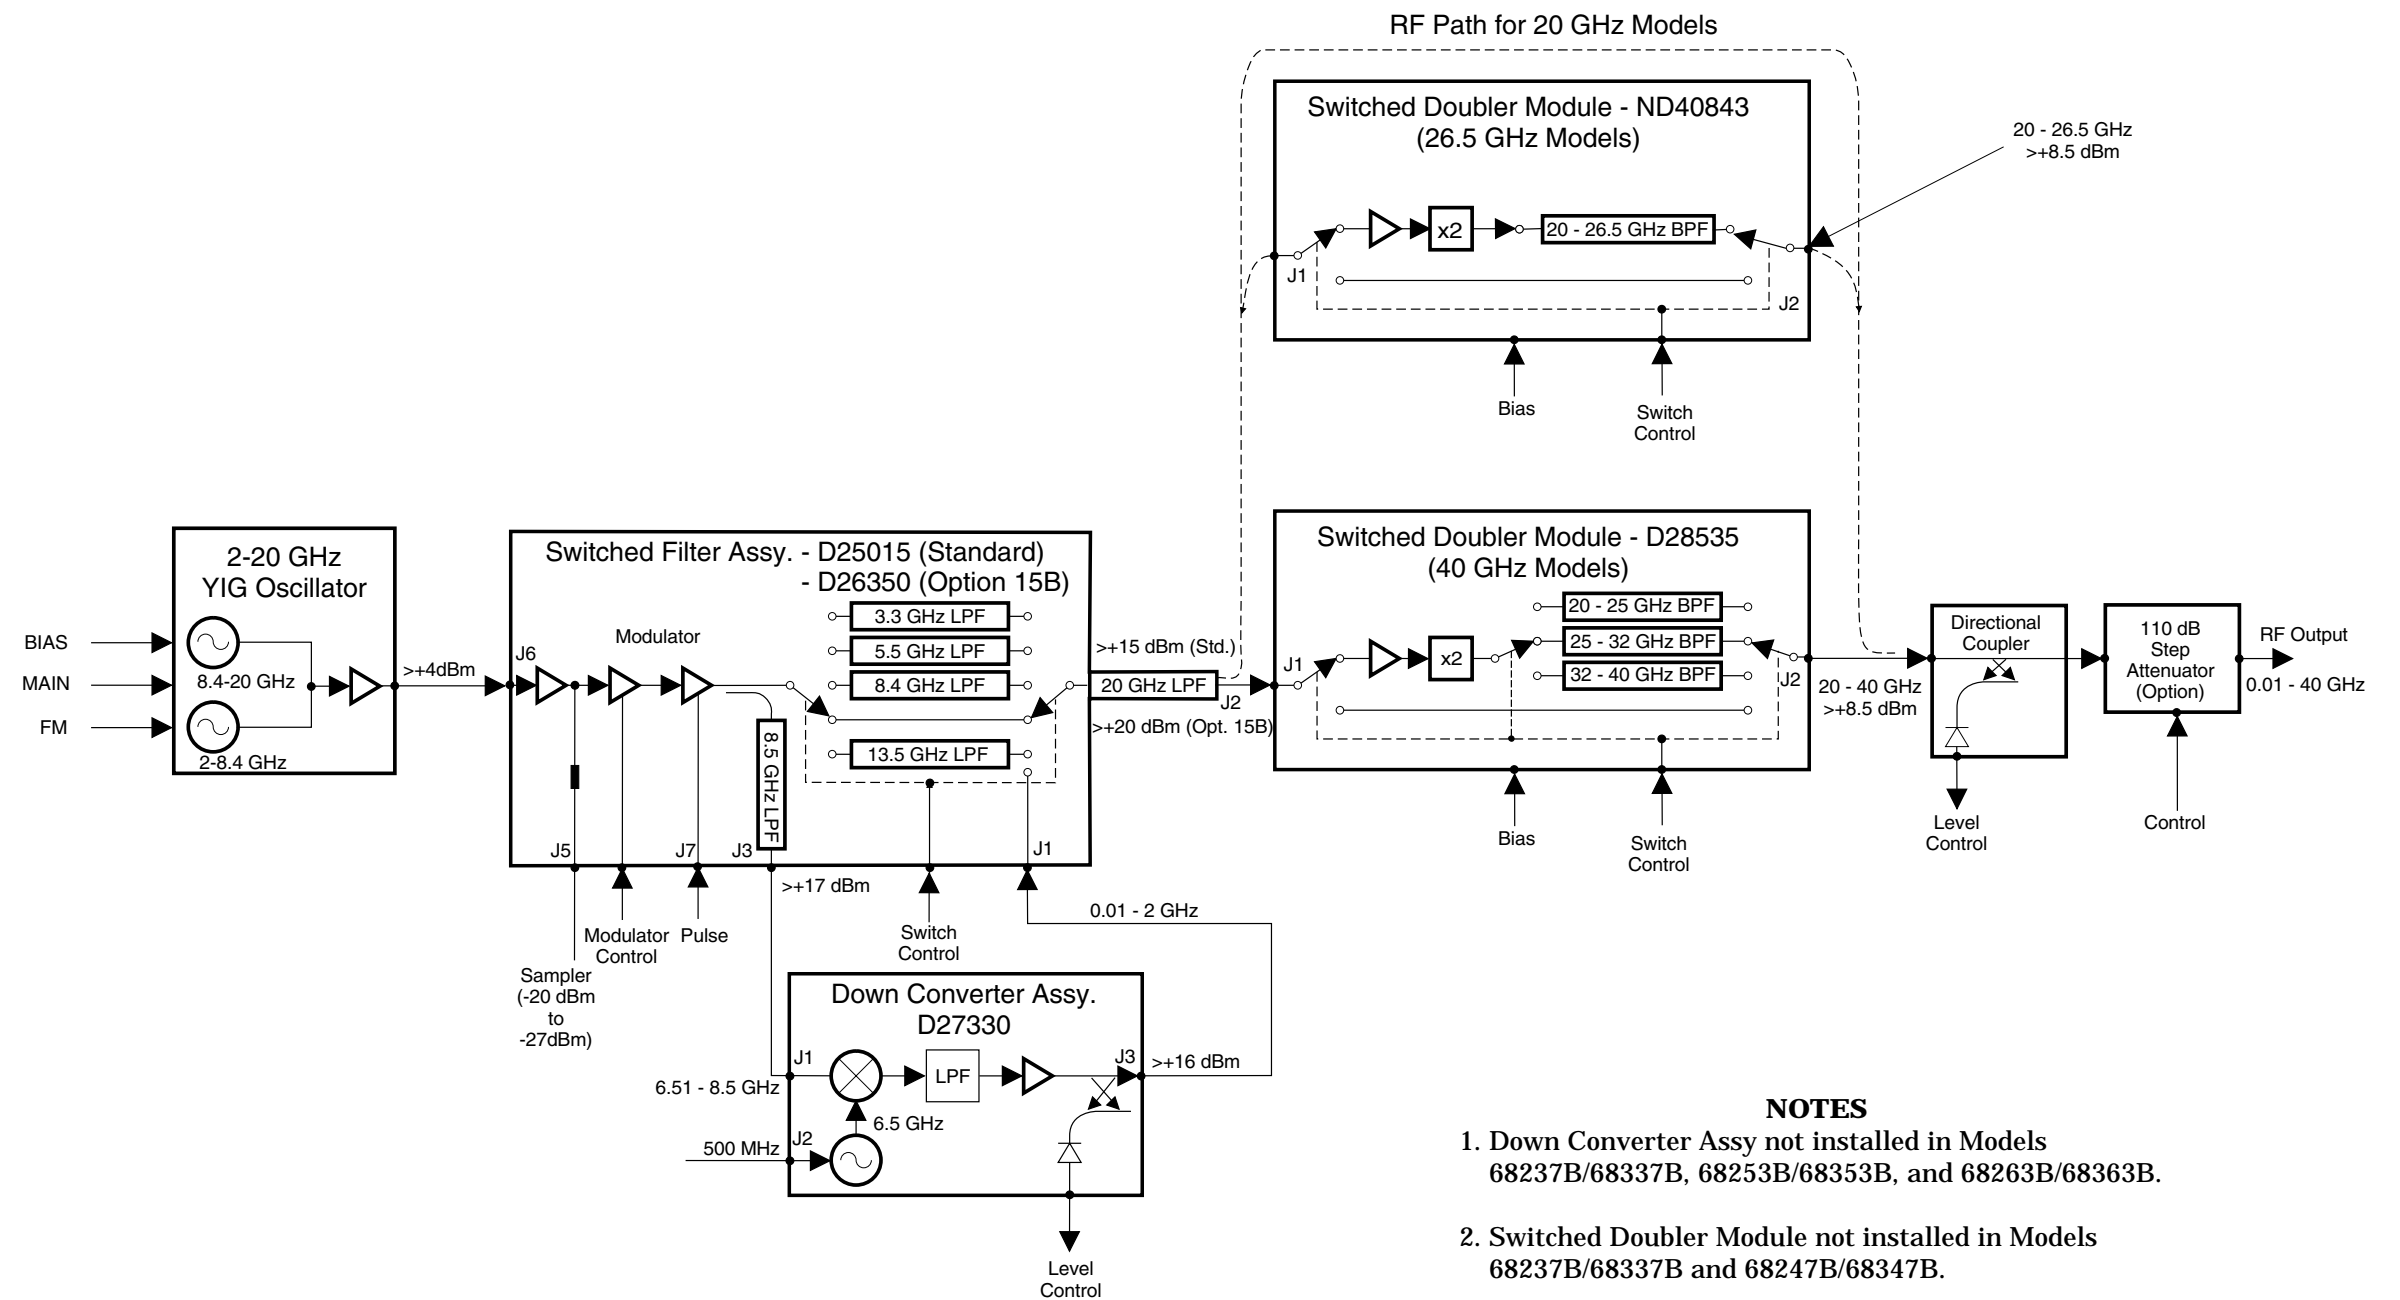 RF Path for 20 GHz Models
Switched Doubler Module - ND40843
(26.5 GHz Models)
20 - 26.5 GHz
>+8.5 dBm
x2
20 - 26.5 GHz BPF
J1
J2
Bias
Switch
Control
2-20 GHz
YIG Oscillator
BIAS
MAIN
FM
8.4-20 GHz
2-8.4 GHz
>+4dBm
Switched Filter Assy. - D25015 (Standard)
- D26350 (Option 15B)
J6
Modulator
3.3 GHz LPF
5.5 GHz LPF
8.4 GHz LPF
13.5 GHz LPF
8.5 GHz LPF
J5
J7
J3
J1
>+15 dBm (Std.)
20 GHz LPF
J2
>+20 dBm (Opt. 15B)
Switched Doubler Module - D28535
(40 GHz Models)
J1
x2
20 - 25 GHz BPF
25 - 32 GHz BPF
32 - 40 GHz BPF
J2
Bias
Switch
Control
20 - 40 GHz
>+8.5 dBm
Directional
Coupler
Level
Control
110 dB
Step
Attenuator
(Option)
Control
RF Output
0.01 - 40 GHz
>+17 dBm
Sampler
(-20 dBm
to
-27dBm)
Modulator
Control
Pulse
Switch
Control
0.01 - 2 GHz
Down Converter Assy.
D27330
J1
6.51 - 8.5 GHz
LPF
J3
>+16 dBm
6.5 GHz
500 MHz
J2
Level
Control
NOTES
1. Down Converter Assy not installed in Models
68237B/68337B, 68253B/68353B, and 68263B/68363B.
2. Switched Doubler Module not installed in Models
68237B/68337B and 68247B/68347B.